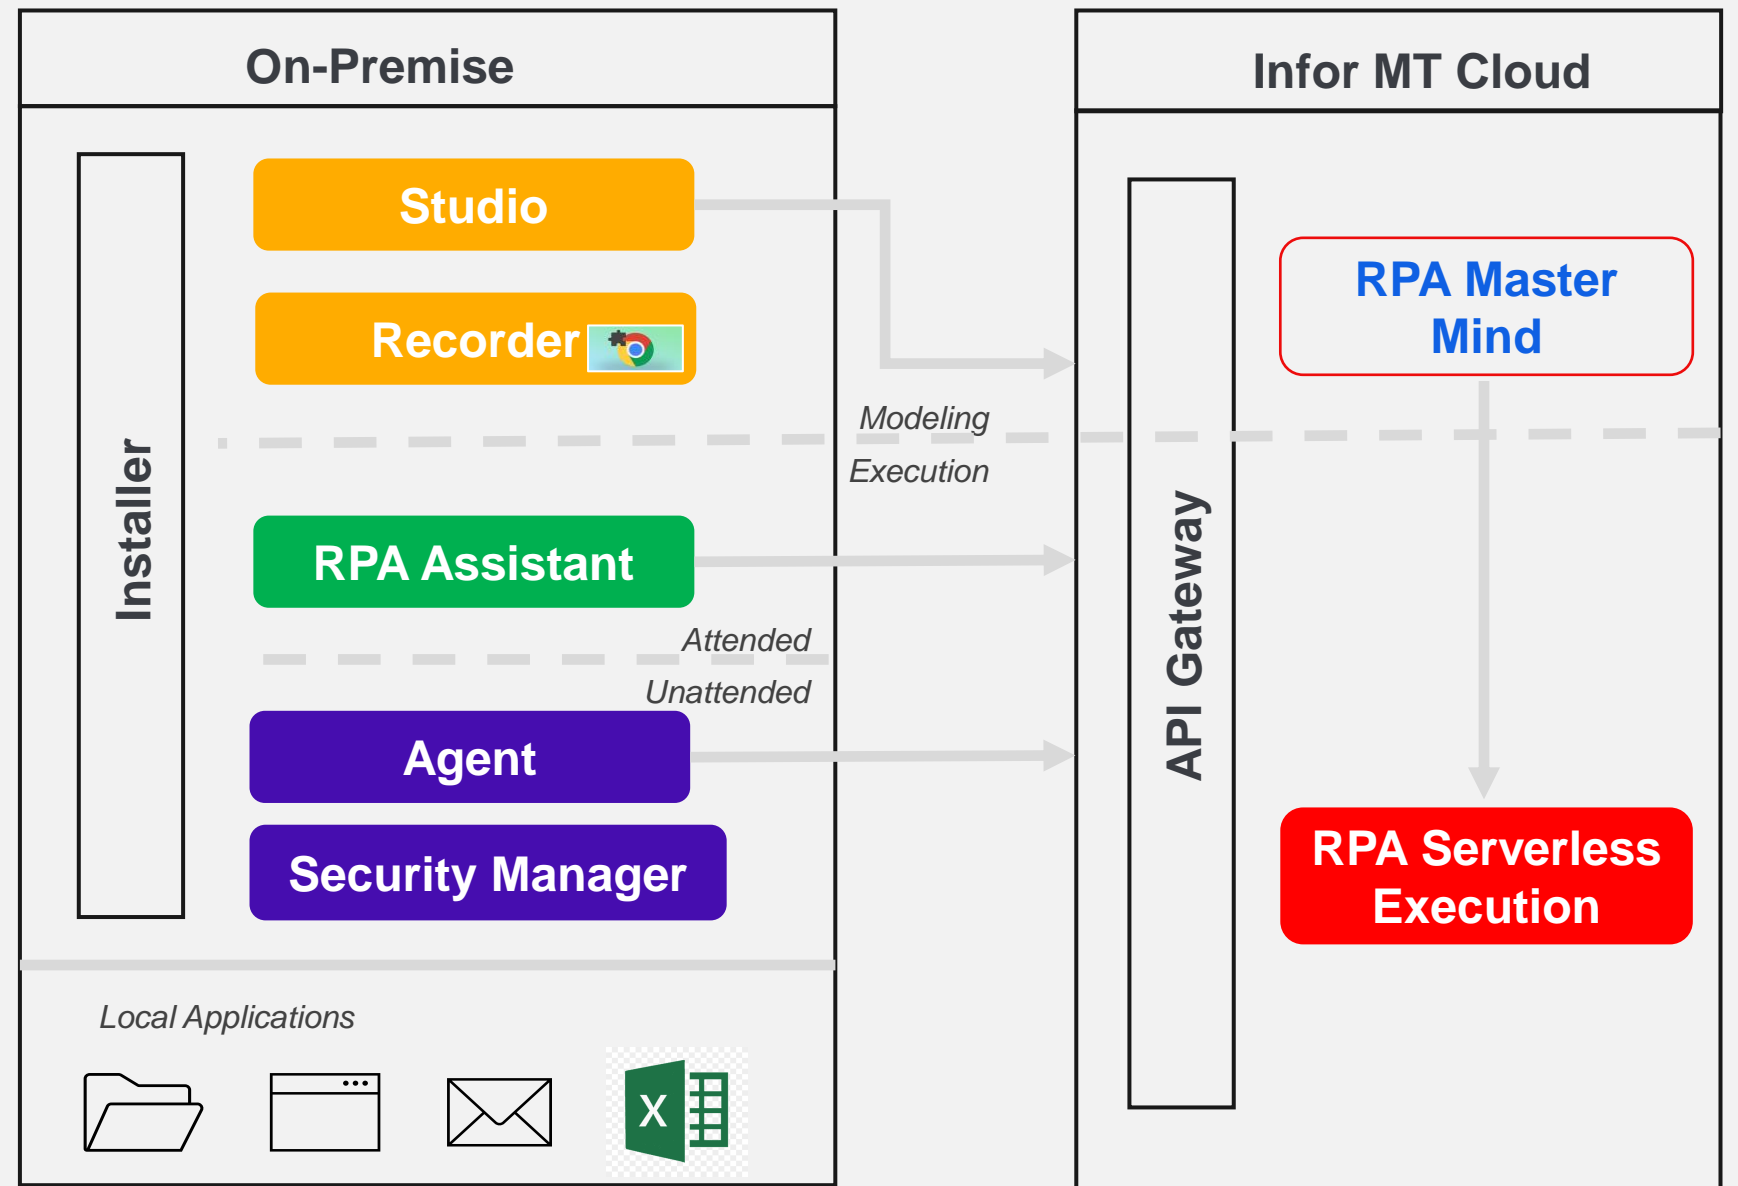 On-Premise
Installer
Studio
Recorder
Modeling
Execution
RPA Assistant
Attended
Unattended
Agent
Security Manager
Local Applications
X
Infor MT Cloud
API Gateway
RPA Master
Mind
RPA Serverless
Execution